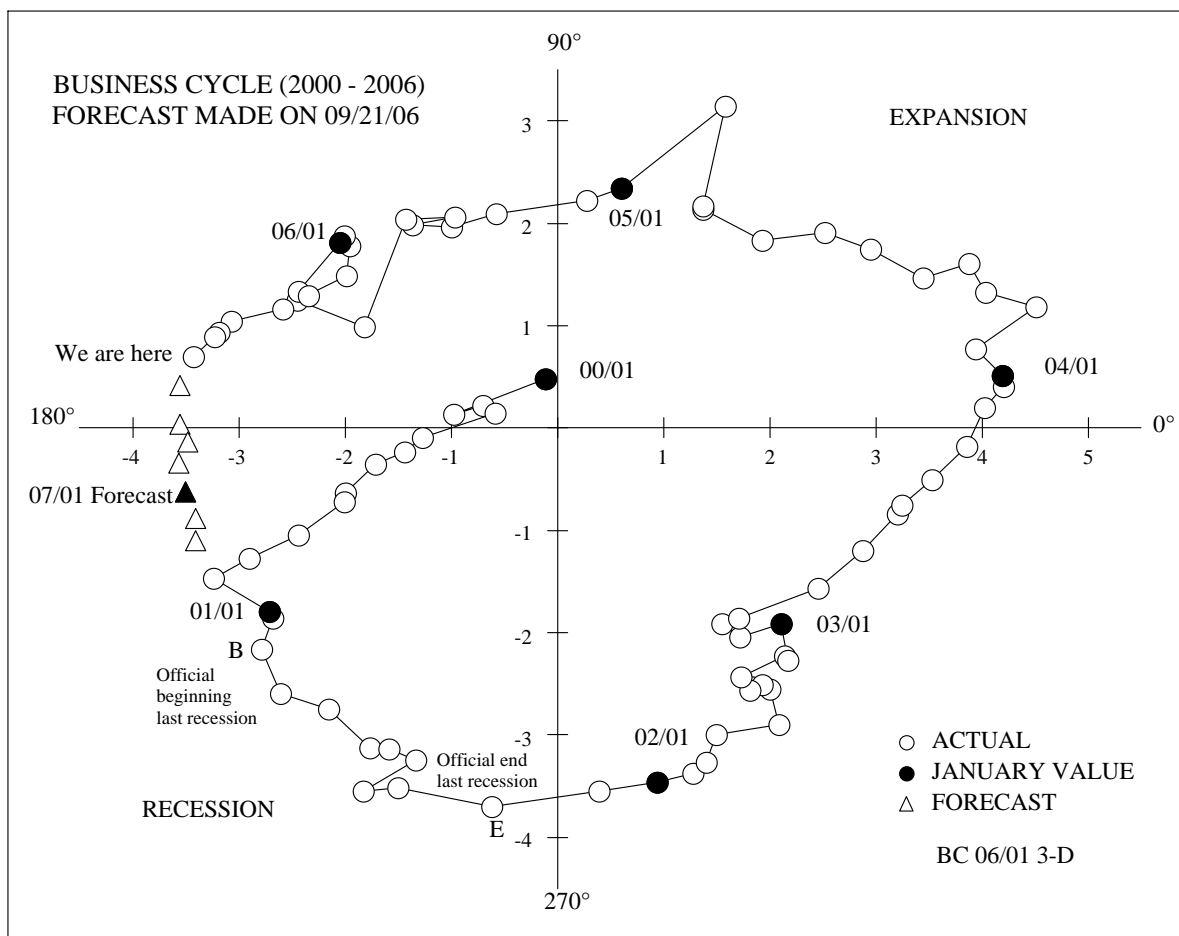 90°
BUSINESS CYCLE (2000 - 2006)
FORECAST MADE ON 09/21/06
EXPANSION
3
05/01
2
06/01
1
We are here
00/01
04/01
180°
0°
-4
-3
-2
-1
1
2
3
4
5
07/01 Forecast
-1
01/01
-2
03/01
B
Official
beginning
last recession
-3
02/01
Official end
last recession
ACTUAL
JANUARY VALUE
FORECAST
RECESSION
E
-4
BC 06/01 3-D
270°